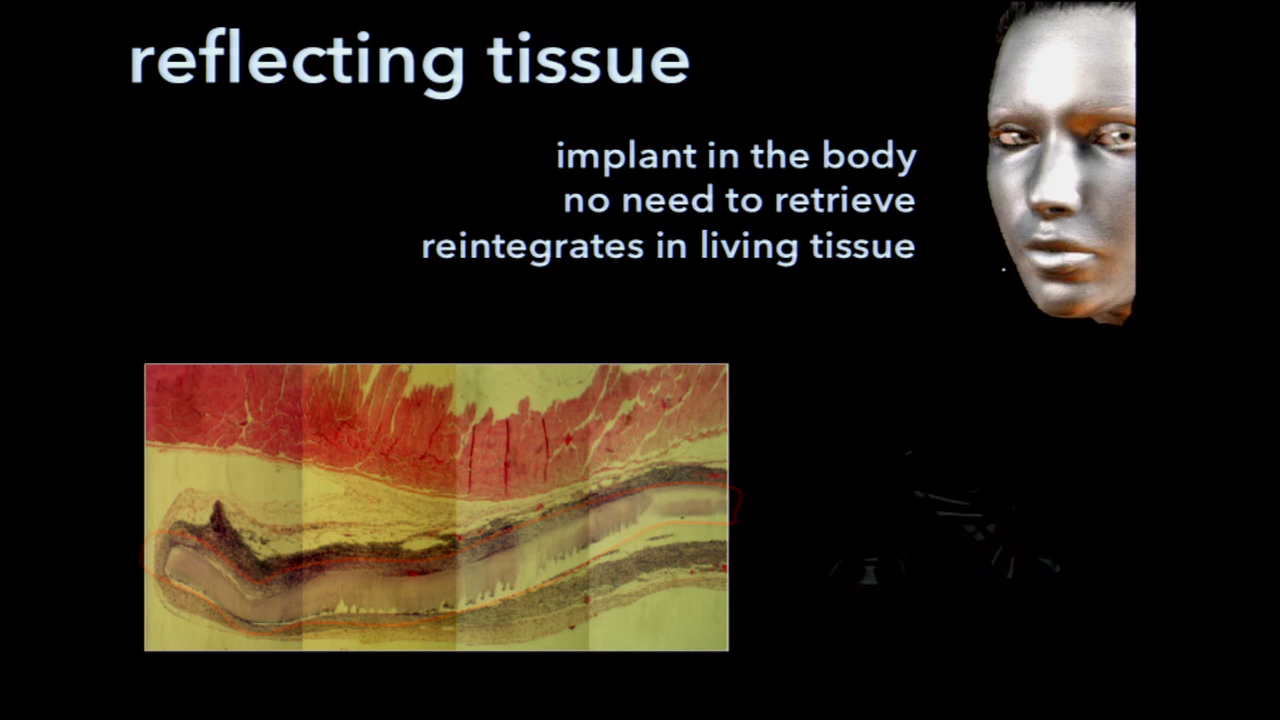 reflecting tissue
implant in the body
no need to retrieve
reintegrates in living tissue